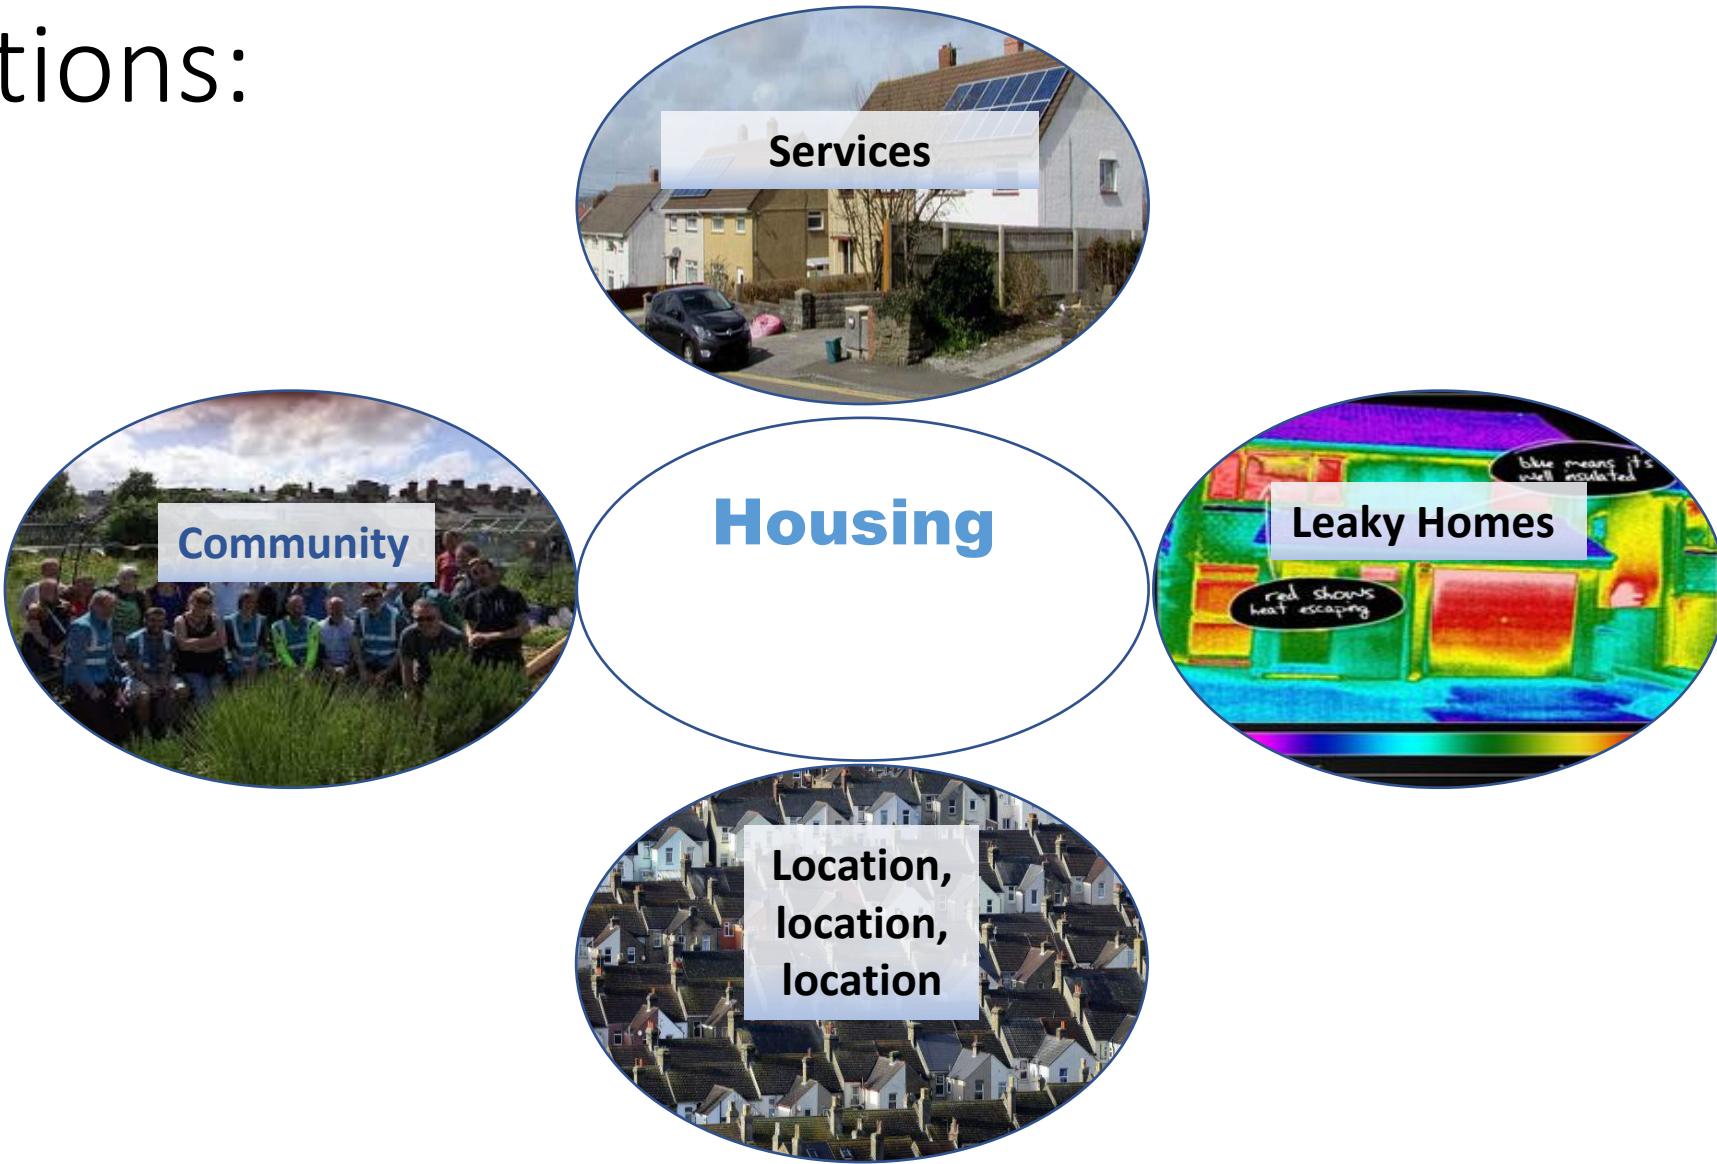 tions:
Services
Community
Housing
Leaky Homes
blue means it's
well insulated
red shows
heat escaping
Location,
location,
location